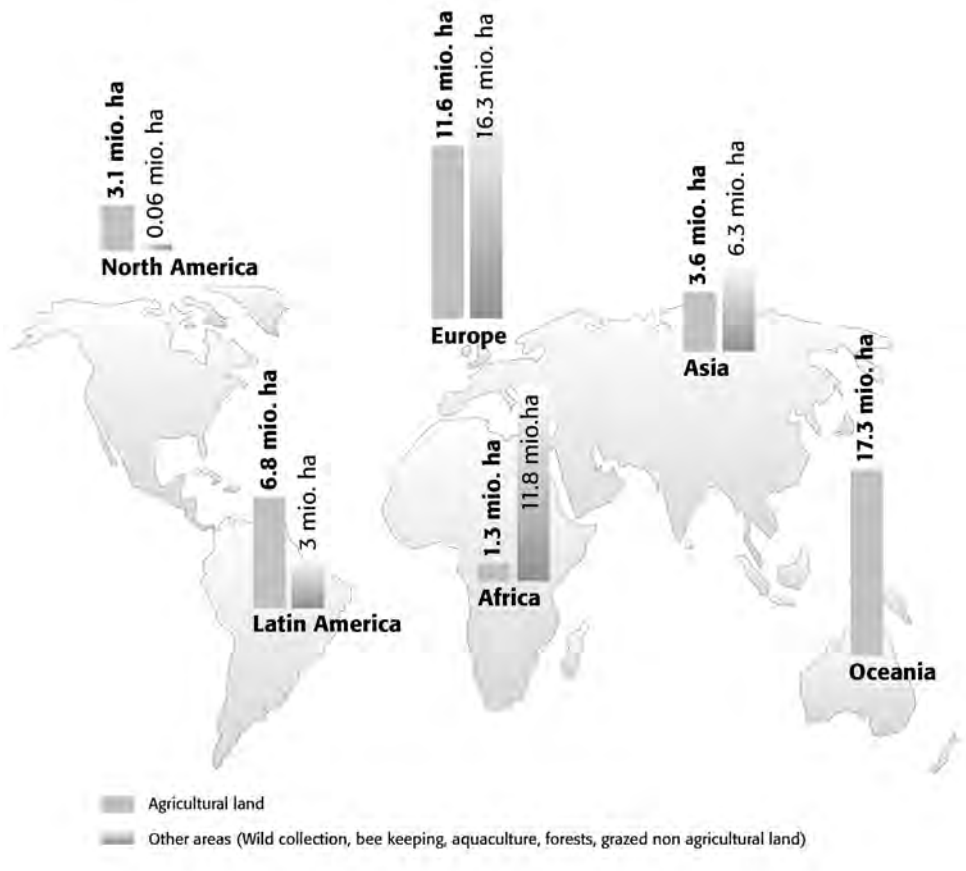 3.1 mio. ha
0.06 mio. ha
North America
11.6 mio. ha
16.3 mio. ha
Europe
3.6 mio. ha
6.3 mio. ha
Asia
6.8 mio. ha
3 mio. ha
Latin America
1.3 mio. ha
11.8 mio.ha
Africa
17.3 mio. ha
Oceania
Agricultural land
Other areas (Wild collection, bee keeping, aquaculture, forests, grazed non agricultural land)